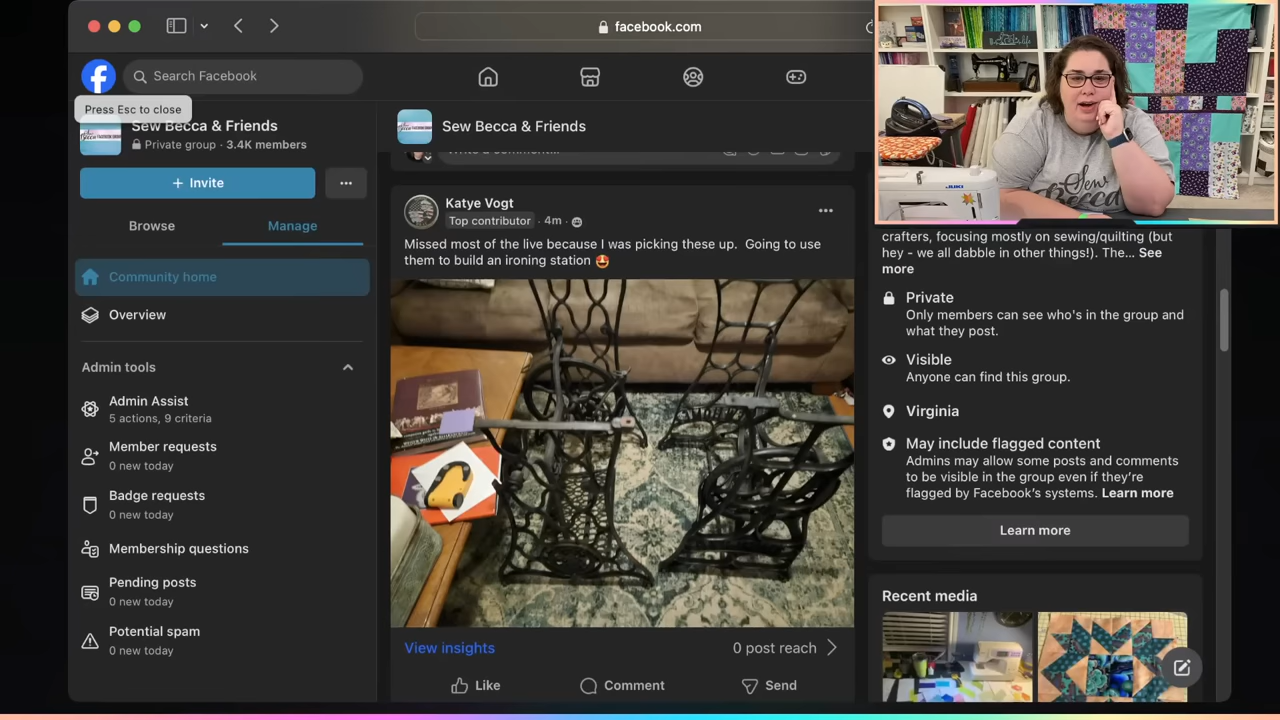 facebook.com
Search Facebook
Press Esc to close
Sew Becca & Friends
Private group · 3.4K members
+ Invite
Browse
Manage
Community home
Overview
Admin tools
Admin Assist
5 actions, 9 criteria
Member requests
0 new today
Badge requests
0 new today
Membership questions
Pending posts
0 new today
Potential spam
0 new today
Sew Becca & Friends
Katye Vogt
Top contributor · 4m ·
Missed most of the live because I was picking these up. Going to use
them to build an ironing station 🤩
View insights
0 post reach
Like
Comment
Send
JUKI
Sew
Becca
crafters, focusing mostly on sewing/quilting (but
hey - we all dabble in other things!). The... See
more
Private
Only members can see who's in the group and
what they post.
Visible
Anyone can find this group.
Virginia
May include flagged content
Admins may allow some posts and comments
to be visible in the group even if they're
flagged by Facebook's systems. Learn more
Learn more
Recent media